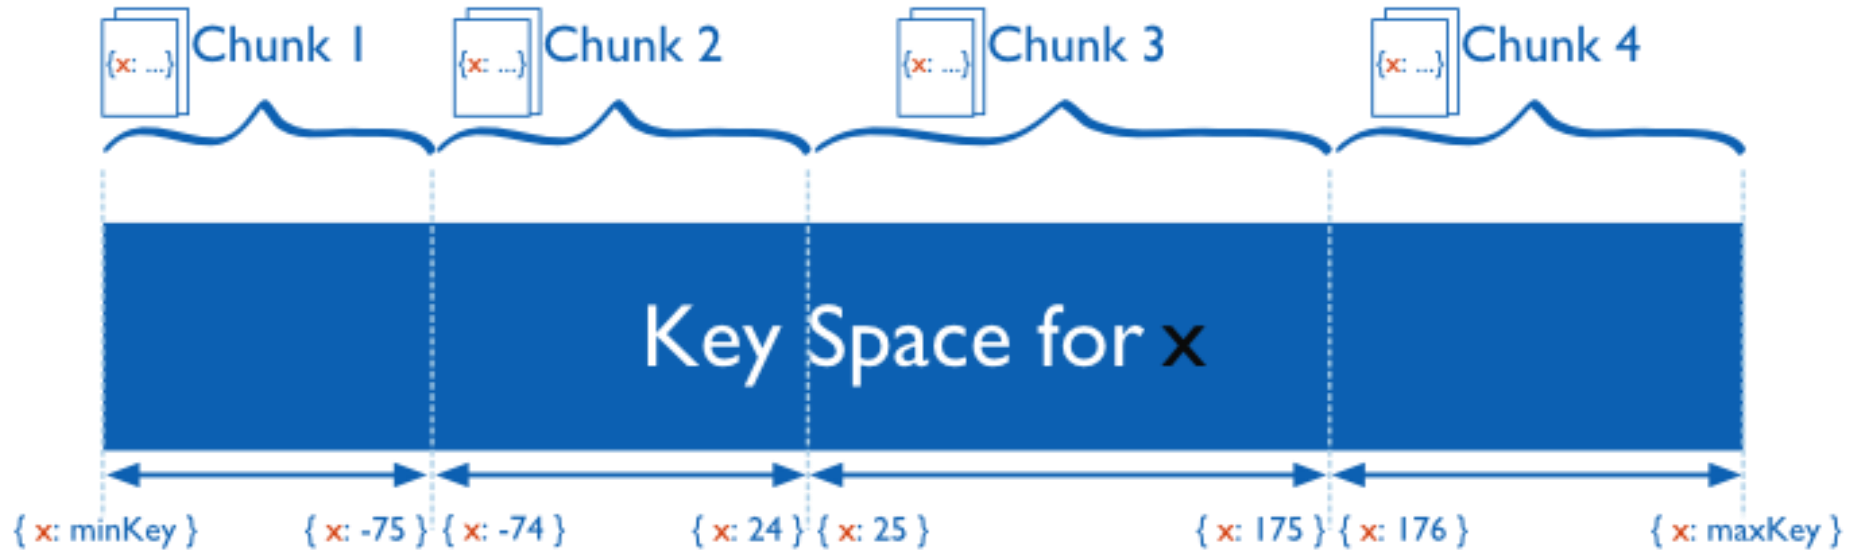 Chunk 1 Chunk 2 Chunk 3 Chunk 4
{x: ...} {x: ...} {x: ...} {x: ...}
Key Space for x
{ x: minKey } { x: -75 } { x: -74 } { x: 24 } { x: 25 } { x: 175 } { x: 176 } { x: maxKey }